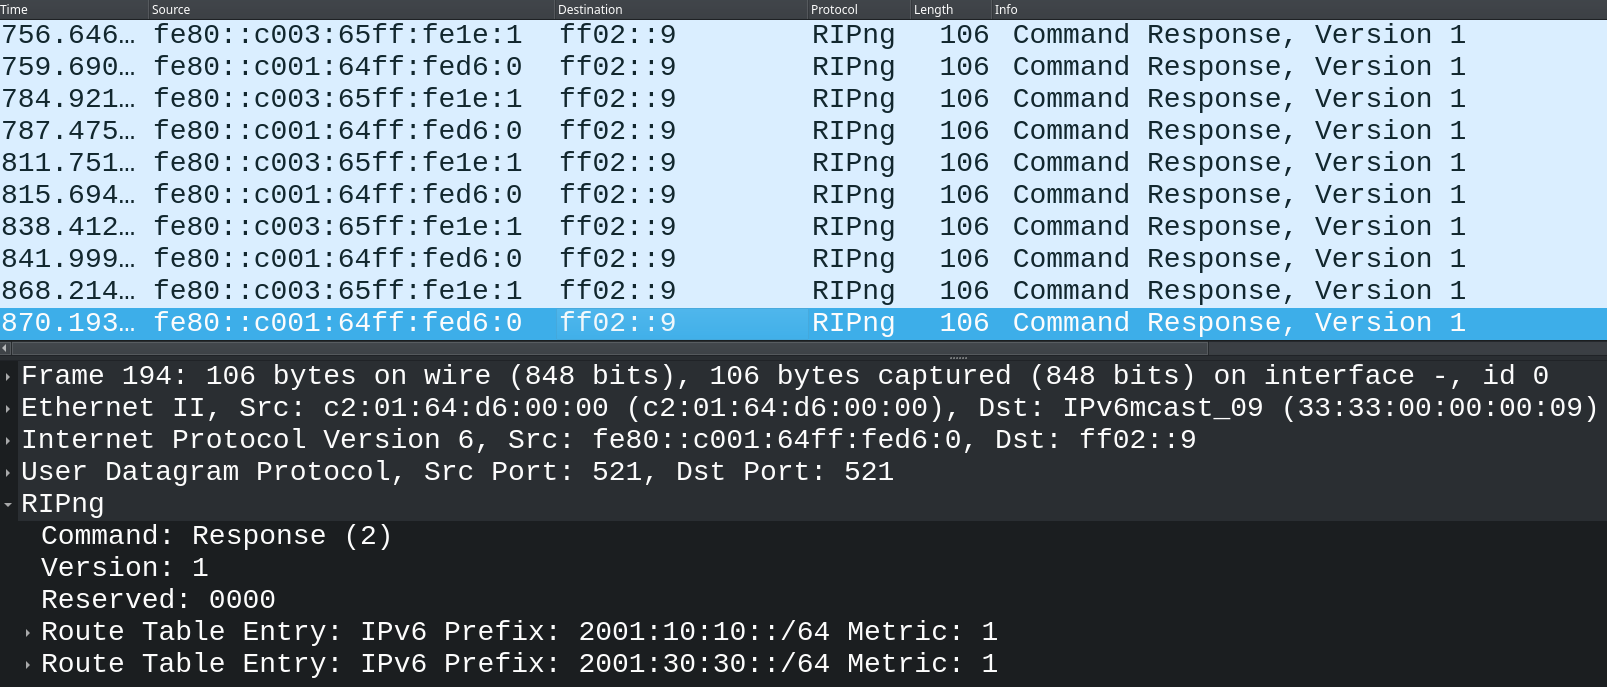 Time Source Destination Protocol Length Info
756.646… fe80::c003:65ff:fe1e:1 ff02::9 RIPng 106 Command Response, Version 1
759.690… fe80::c001:64ff:fed6:0 ff02::9 RIPng 106 Command Response, Version 1
784.921… fe80::c003:65ff:fe1e:1 ff02::9 RIPng 106 Command Response, Version 1
787.475… fe80::c001:64ff:fed6:0 ff02::9 RIPng 106 Command Response, Version 1
811.751… fe80::c003:65ff:fe1e:1 ff02::9 RIPng 106 Command Response, Version 1
815.694… fe80::c001:64ff:fed6:0 ff02::9 RIPng 106 Command Response, Version 1
838.412… fe80::c003:65ff:fe1e:1 ff02::9 RIPng 106 Command Response, Version 1
841.999… fe80::c001:64ff:fed6:0 ff02::9 RIPng 106 Command Response, Version 1
868.214… fe80::c003:65ff:fe1e:1 ff02::9 RIPng 106 Command Response, Version 1
870.193… fe80::c001:64ff:fed6:0 ff02::9 RIPng 106 Command Response, Version 1
Frame 194: 106 bytes on wire (848 bits), 106 bytes captured (848 bits) on interface -, id 0
Ethernet II, Src: c2:01:64:d6:00:00 (c2:01:64:d6:00:00), Dst: IPv6mcast_09 (33:33:00:00:00:09)
Internet Protocol Version 6, Src: fe80::c001:64ff:fed6:0, Dst: ff02::9
User Datagram Protocol, Src Port: 521, Dst Port: 521
RIPng
Command: Response (2)
Version: 1
Reserved: 0000
Route Table Entry: IPv6 Prefix: 2001:10:10::/64 Metric: 1
Route Table Entry: IPv6 Prefix: 2001:30:30::/64 Metric: 1